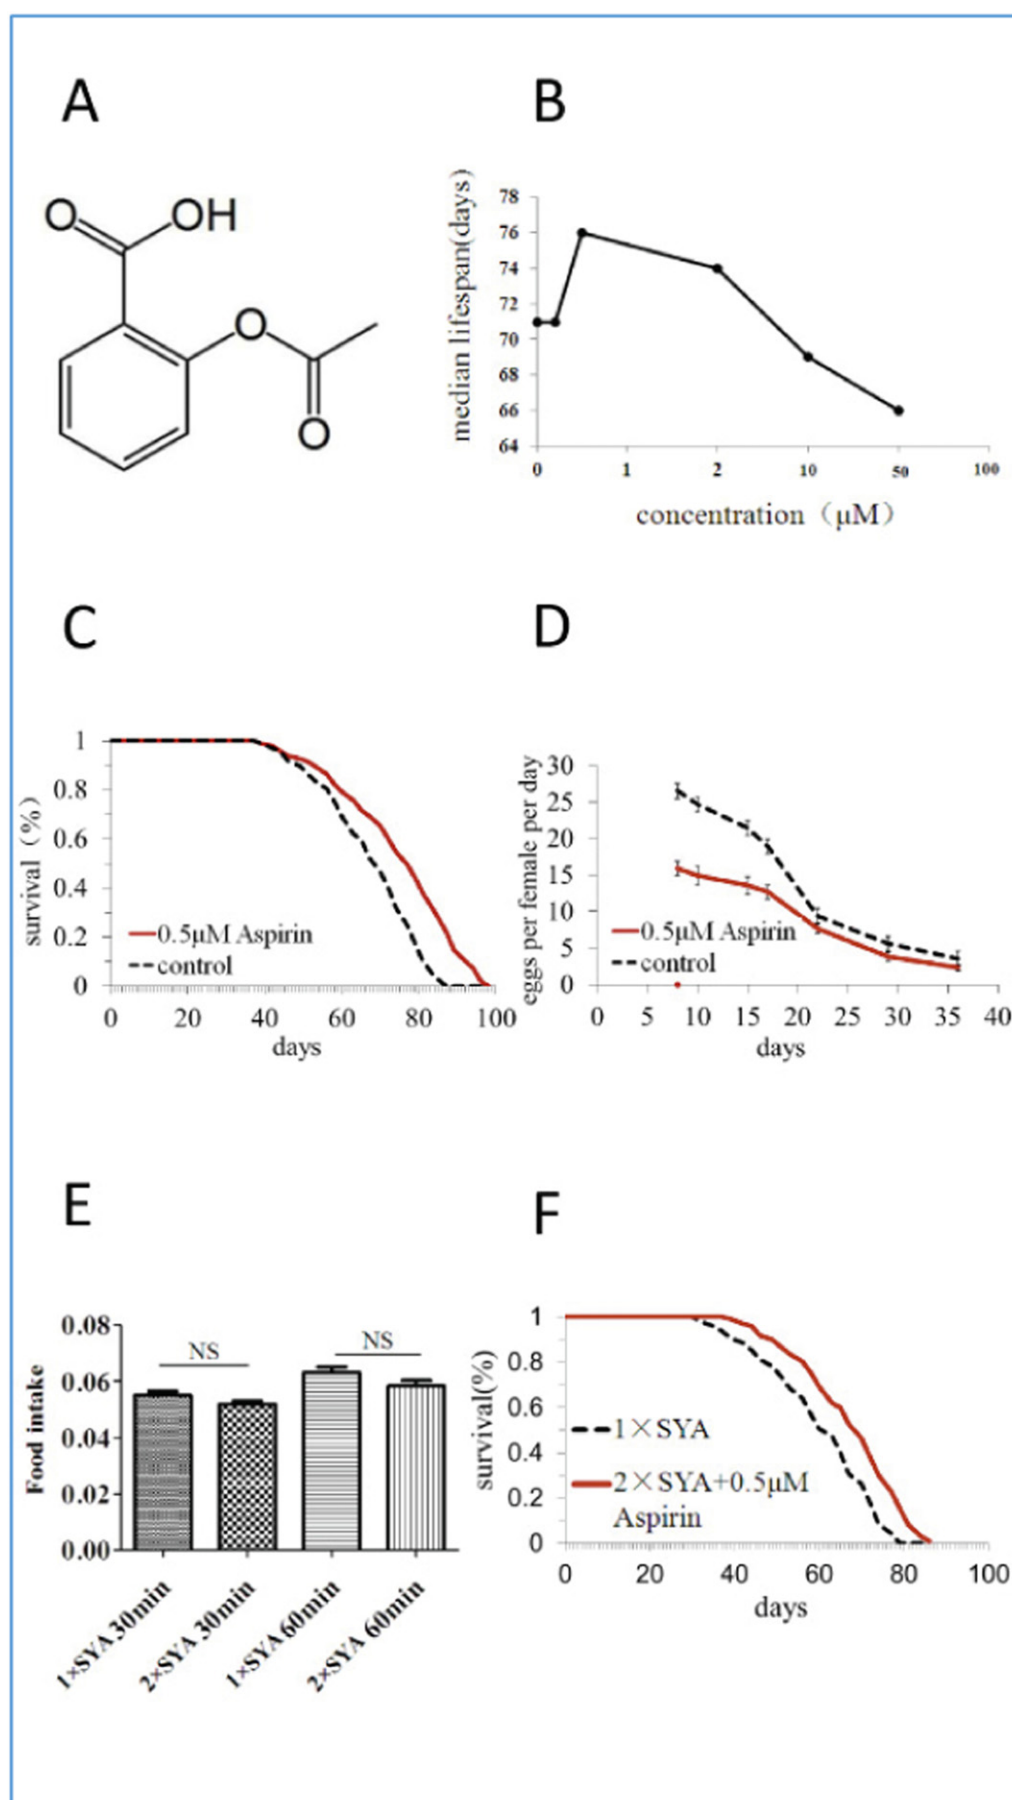 A
O
OH
O
O
B
median lifespan(days)
78
76
74
72
70
68
66
64
0 1 2 10 50 100
concentration（μM）
C
survival（%）
1
0.8
0.6
0.4
0.2
0
0.5μM Aspirin
control
0 20 40 60 80 100
days
D
eggs per female per day
30
25
20
15
10
5
0
0.5μM Aspirin
control
0 5 10 15 20 25 30 35 40
days
E
Food intake
0.08
0.06
0.04
0.02
0.00
NS
NS
1×SYA 30min
2×SYA 30min
1×SYA 60min
2×SYA 60min
F
survival(%)
1
0.8
0.6
0.4
0.2
0
1×SYA
2×SYA+0.5μM
Aspirin
0 20 40 60 80 100
days